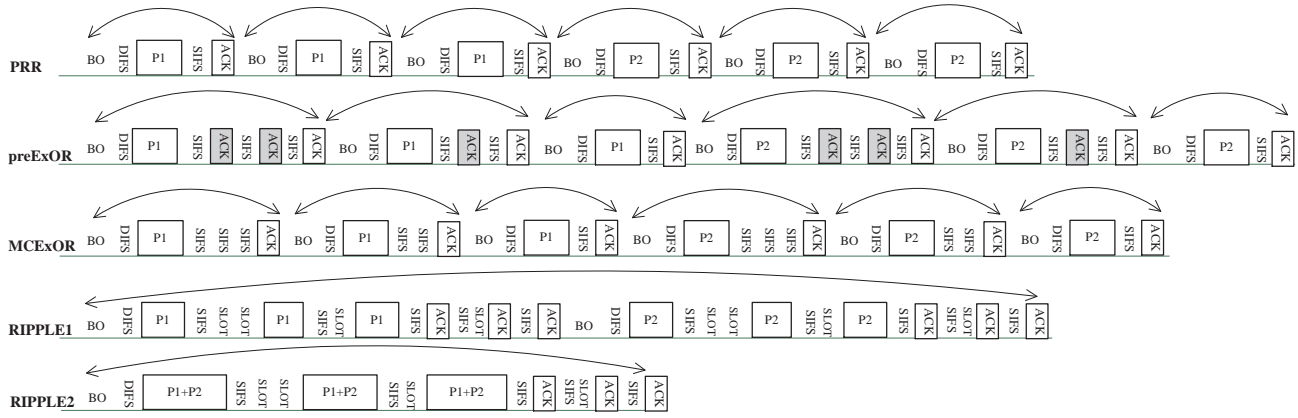 PRR BO DIFS P1 SIFS ACK BO DIFS P1 SIFS ACK BO DIFS P1 SIFS ACK BO DIFS P2 SIFS ACK BO DIFS P2 SIFS ACK BO DIFS P2 SIFS ACK
preExOR BO DIFS P1 SIFS ACK SIFS ACK SIFS ACK BO DIFS P1 SIFS ACK SIFS ACK BO DIFS P1 SIFS ACK BO DIFS P2 SIFS ACK SIFS ACK SIFS ACK BO DIFS P2 SIFS ACK SIFS ACK BO DIFS P2 SIFS ACK
MCExOR BO DIFS P1 SIFS SIFS SIFS ACK BO DIFS P1 SIFS SIFS ACK BO DIFS P1 SIFS ACK BO DIFS P2 SIFS SIFS SIFS ACK BO DIFS P2 SIFS SIFS ACK BO DIFS P2 SIFS ACK
RIPPLE1 BO DIFS P1 SIFS SLOT SLOT P1 SIFS SLOT P1 SIFS ACK SIFS SLOT ACK SIFS ACK BO DIFS P2 SIFS SLOT SLOT P2 SIFS SLOT P2 SIFS ACK SIFS SLOT ACK SIFS ACK
RIPPLE2 BO DIFS P1+P2 SIFS SLOT SLOT P1+P2 SIFS SLOT P1+P2 SIFS ACK SIFS SLOT ACK SIFS ACK